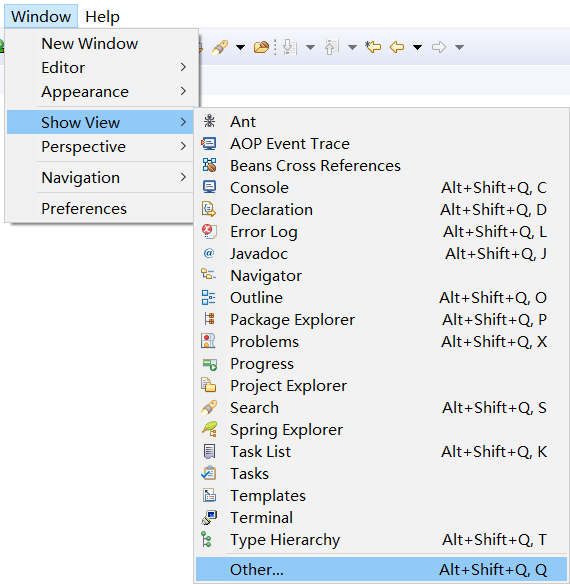 Window Help
New Window
Editor
Appearance
Show View
Perspective
Navigation
Preferences
Ant
AOP Event Trace
Beans Cross References
Console Alt+Shift+Q, C
Declaration Alt+Shift+Q, D
Error Log Alt+Shift+Q, L
Javadoc Alt+Shift+Q, J
Navigator
Outline Alt+Shift+Q, O
Package Explorer Alt+Shift+Q, P
Problems Alt+Shift+Q, X
Progress
Project Explorer
Search Alt+Shift+Q, S
Spring Explorer
Task List Alt+Shift+Q, K
Tasks
Templates
Terminal
Type Hierarchy Alt+Shift+Q, T
Other... Alt+Shift+Q, Q